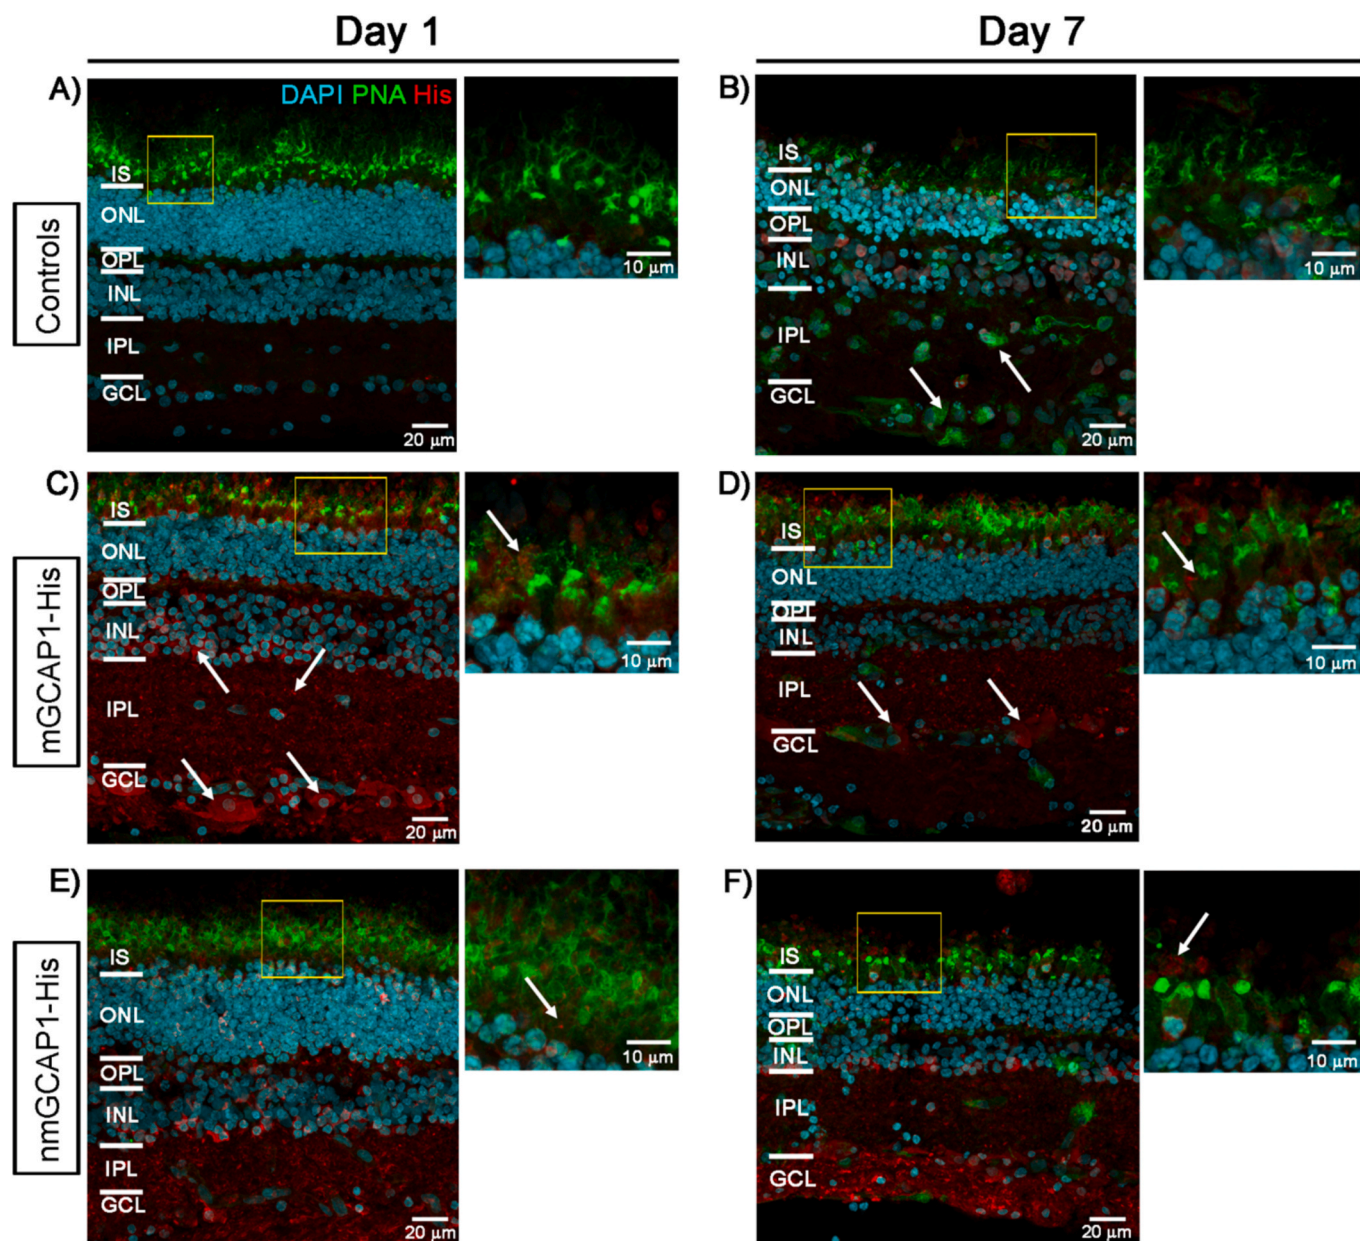 Day 1
Day 7
A)
DAPI PNA His
IS
ONL
OPL
INL
IPL
GCL
20 µm
10 µm
B)
IS
ONL
OPL
INL
IPL
GCL
20 µm
10 µm
Controls
C)
IS
ONL
OPL
INL
IPL
GCL
20 µm
10 µm
D)
IS
ONL
OPL
INL
IPL
GCL
20 µm
10 µm
mGCAP1-His
E)
IS
ONL
OPL
INL
IPL
GCL
20 µm
10 µm
F)
IS
ONL
OPL
INL
IPL
GCL
20 µm
10 µm
nmGCAP1-His